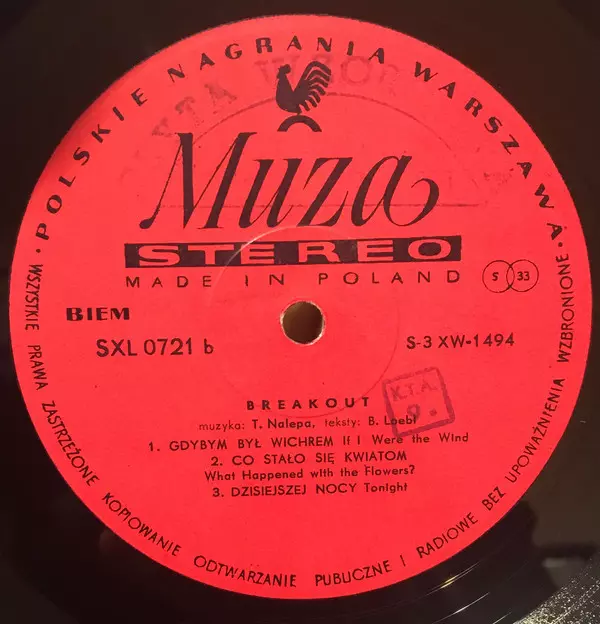 · POLSKIE NAGRANIA WARSZAWA ·
Muza
STEREO
MADE IN POLAND
S 33
BIEM
SXL 0721 b
S-3 XW-1494
BREAKOUT
K.T.A.
9.
muzyka: T. Nalepa, teksty: B. Loebl
1. GDYBYM BYŁ WICHREM If I Were the Wind
2. CO STAŁO SIĘ KWIATOM
What Happened with the Flowers?
3. DZISIEJSZEJ NOCY Tonight
WSZYSTKIE PRAWA ZASTRZEŻONE KOPIOWANIE ODTWARZANIE PUBLICZNE I RADIOWE BEZ UPOWAŻNIENIA WZBRONIONE